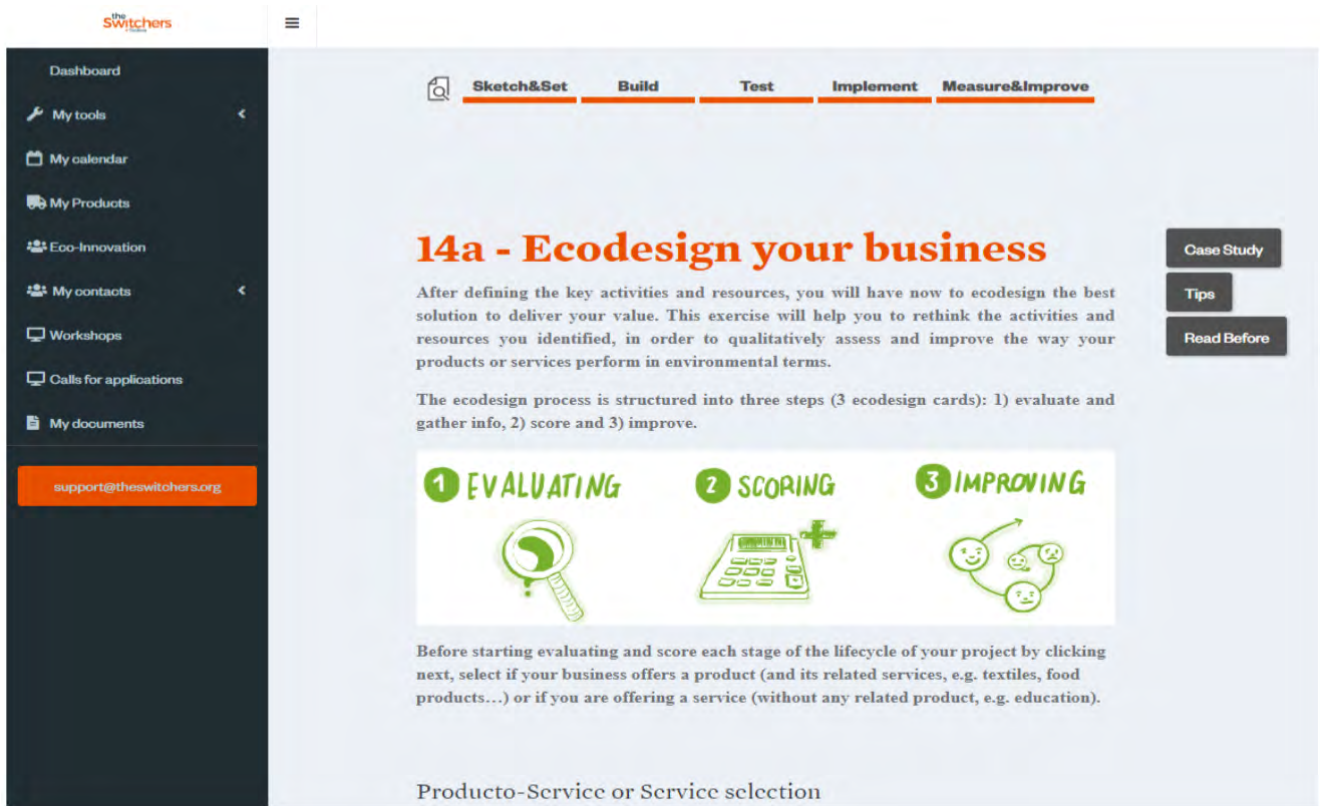 the
Switchers
Dashboard
My tools
My calendar
My Products
Eco-Innovation
My contacts
Workshops
Calls for applications
My documents
support@theswitchers.org
Sketch&Set Build Test Implement Measure&Improve
14a - Ecodesign your business
After defining the key activities and resources, you will have now to ecodesign the best
solution to deliver your value. This exercise will help you to rethink the activities and
resources you identified, in order to qualitatively assess and improve the way your
products or services perform in environmental terms.
The ecodesign process is structured into three steps (3 ecodesign cards): 1) evaluate and
gather info, 2) score and 3) improve.
1 EVALUATING 2 SCORING 3 IMPROVING
Before starting evaluating and score each stage of the lifecycle of your project by clicking
next, select if your business offers a product (and its related services, e.g. textiles, food
products...) or if you are offering a service (without any related product, e.g. education).
Producto-Service or Service selection
Case Study
Tips
Read Before